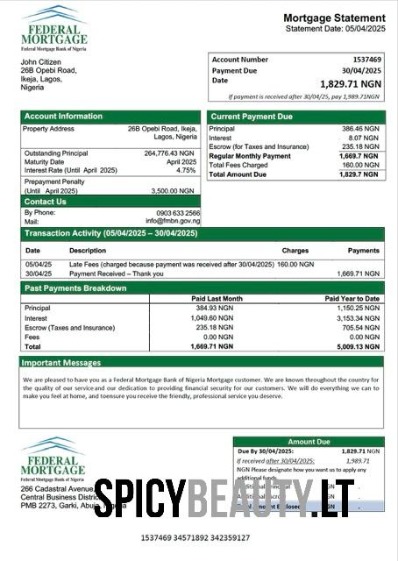 FEDERAL
MORTGAGE
Federal Mortgage Bank of Nigeria
Mortgage Statement
Statement Date: 05/04/2025
John Citizen
26B Opebi Road,
Ikeja, Lagos,
Nigeria
Account Number 1537469
Payment Due 30/04/2025
Date 1,829.71 NGN
If payment is received after 30/04/25, pay 1,989.71NGN
Account Information
Property Address 26B Opebi Road, Ikeja,
Lagos, Nigeria
Outstanding Principal 264,776.43 NGN
Maturity Date April 2025
Interest Rate (Until April 2025) 4.75%
Prepayment Penalty
(Until April 2025) 3,500.00 NGN
Current Payment Due
Principal 386.46 NGN
Interest 8.07 NGN
Escrow (for Taxes and Insurance) 235.18 NGN
Regular Monthly Payment 1,669.7 NGN
Total Fees Charged 160.00 NGN
Total Amount Due 1,829.7 NGN
Contact Us
By Phone: 0903 633 2566
Mail: info@fmbn.gov.ng
Transaction Activity (05/04/2025 – 30/04/2025)
Date Description Charges Payments
05/04/25 Late Fees (charged because payment was received after 30/04/2025) 160.00 NGN
30/04/25 Payment Received – Thank you 1,669.71 NGN
Past Payments Breakdown
Paid Last Month Paid Year to Date
Principal 384.93 NGN 1,150.25 NGN
Interest 1,049.60 NGN 3,153.34 NGN
Escrow (Taxes and Insurance) 235.18 NGN 705.54 NGN
Fees 0.00 NGN 0.00 NGN
Total 1,669.71 NGN 5,009.13 NGN
Important Messages
We are pleased to have you as a Federal Mortgage Bank of Nigeria Mortgage customer. We are known throughout the country for
the quality of our service and our dedication to providing financial security for our customers. We will do everything we can to
make you feel at home, and toensure you receive the friendly, professional service you deserve.
FEDERAL
MORTGAGE
266 Cadastral Avenue,
Central Business
PMB 2273, Garki, Abuja,
Amount Due
Due By 30/04/2025: 1,829.71 NGN
If received after 30/04/2025: 1,989.71
NGN Please designate how you want us to apply any
additional funds.
SPICYBEAUTY.LT
1537469 34571892 342359127